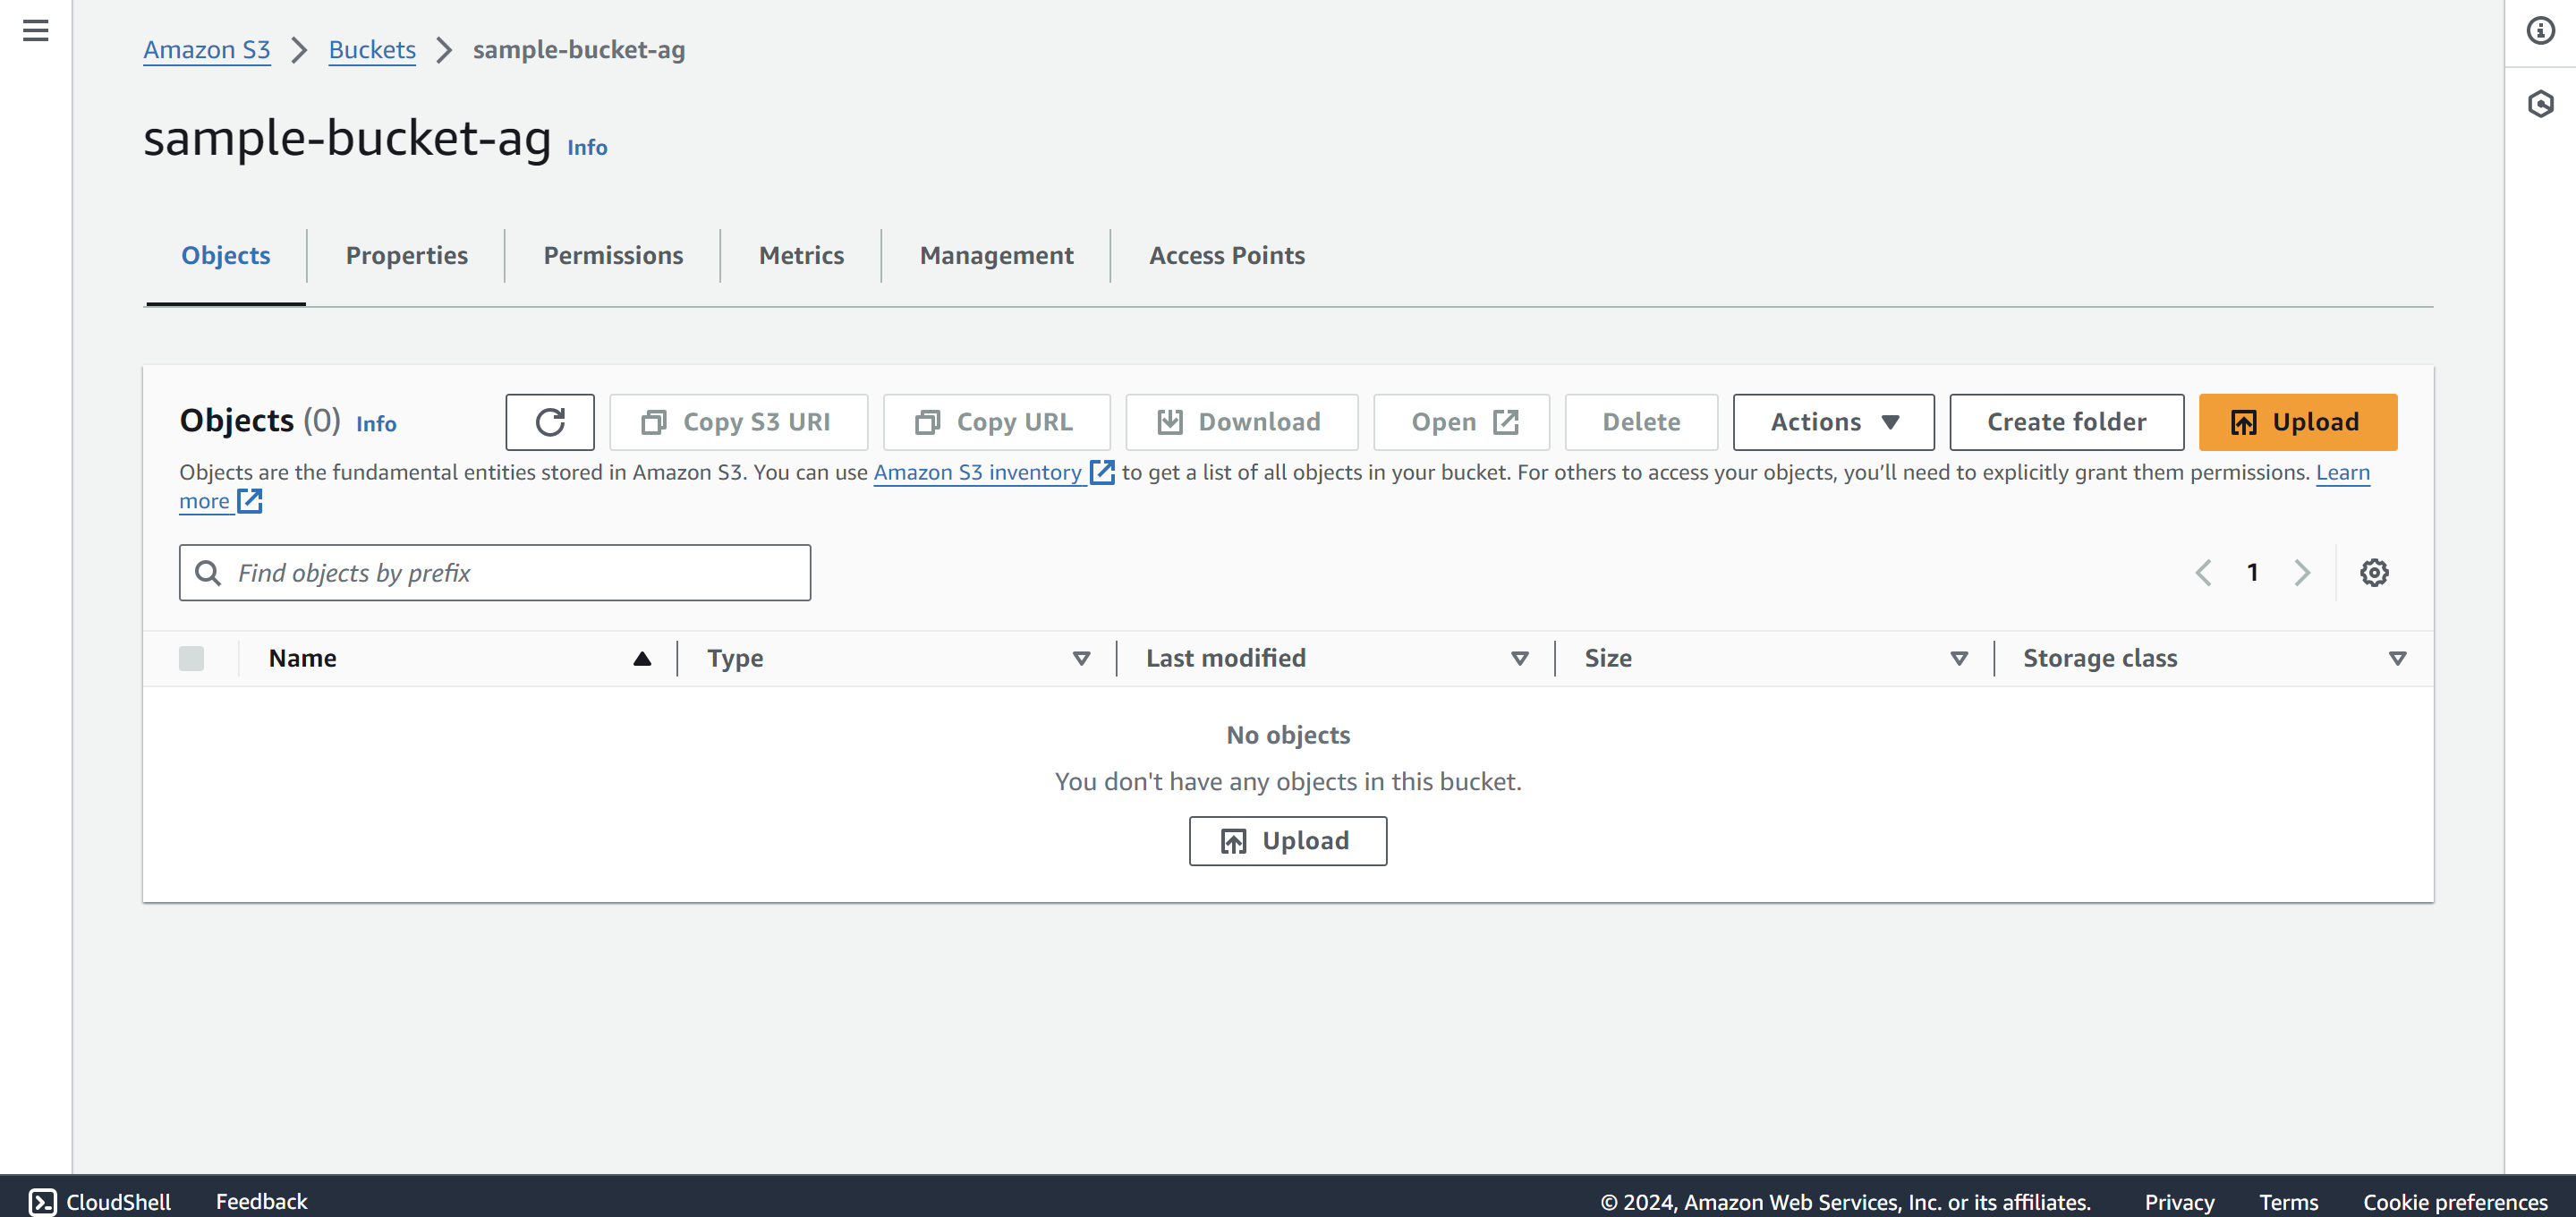 Amazon S3 > Buckets > sample-bucket-ag
sample-bucket-ag Info
Objects Properties Permissions Metrics Management Access Points
Objects (0) Info Copy S3 URI Copy URL Download Open Delete Actions Create folder Upload
Objects are the fundamental entities stored in Amazon S3. You can use Amazon S3 inventory to get a list of all objects in your bucket. For others to access your objects, you’ll need to explicitly grant them permissions. Learn
more
Find objects by prefix 1
Name Type Last modified Size Storage class
No objects
You don't have any objects in this bucket.
Upload
CloudShell Feedback © 2024, Amazon Web Services, Inc. or its affiliates. Privacy Terms Cookie preferences